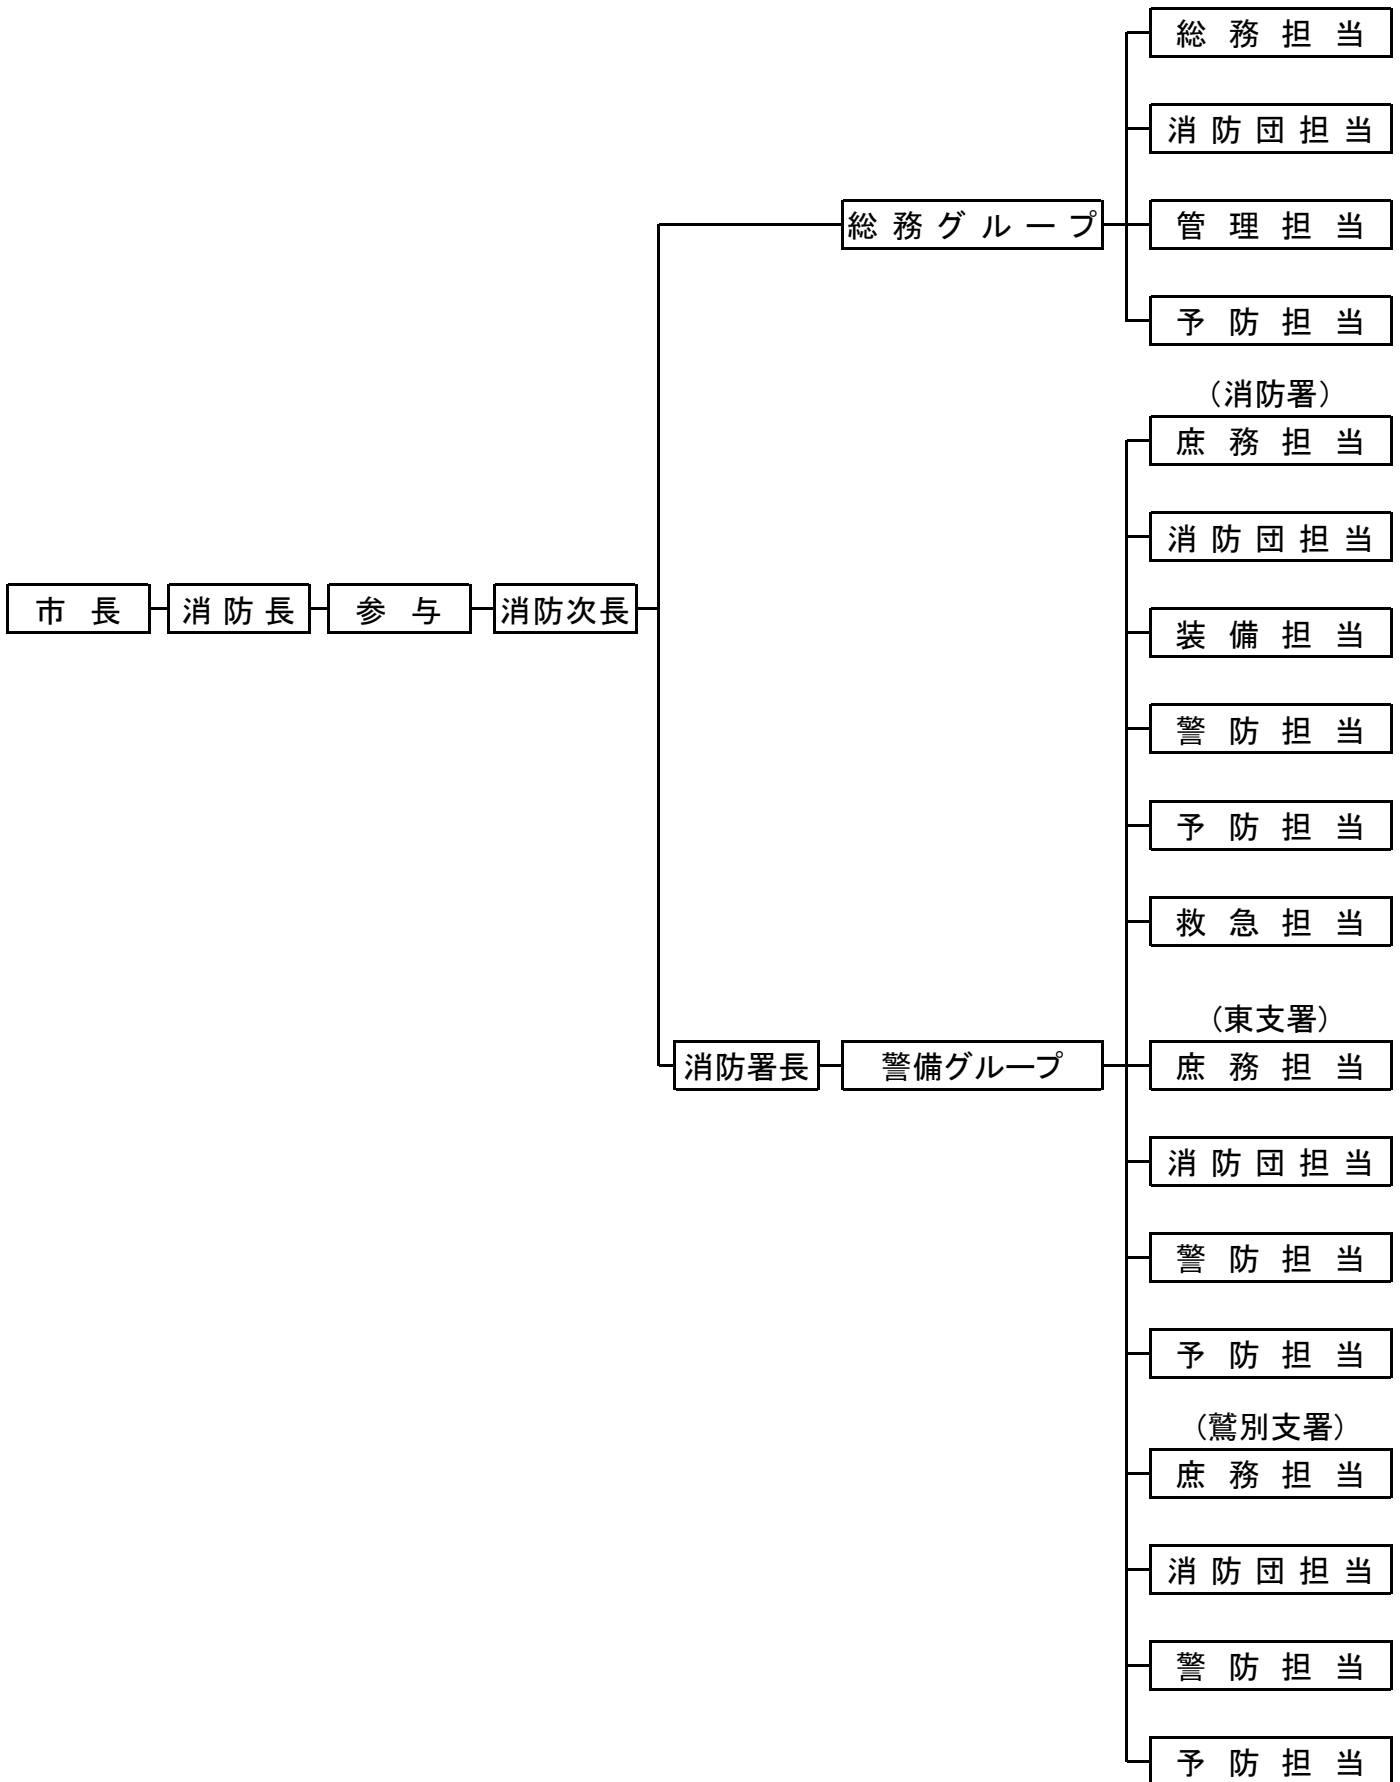 総務担当
消防団担当
総務グループ
管理担当
予防担当
（消防署）
庶務担当
消防団担当
市長
消防長
参与
消防次長
装備担当
警防担当
予防担当
救急担当
（東支署）
消防署長
警備グループ
庶務担当
消防団担当
警防担当
予防担当
（鷲別支署）
庶務担当
消防団担当
警防担当
予防担当